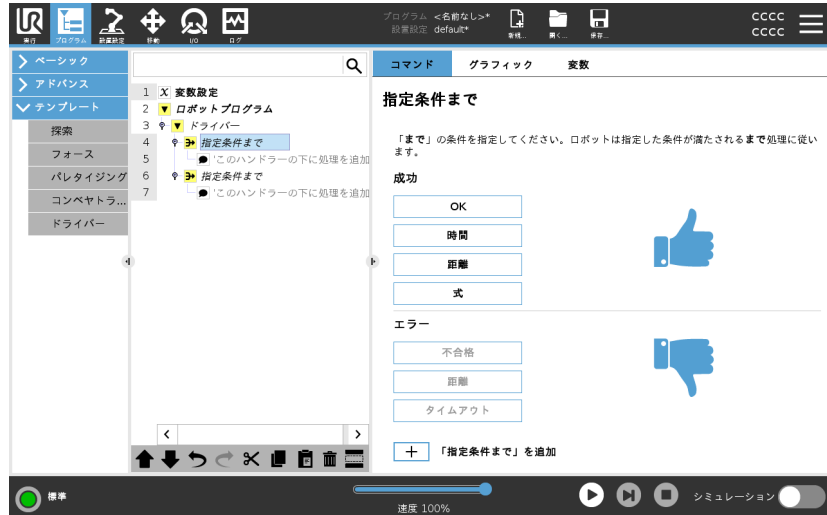 UR
実行
プログラム
設置設定
移動
I/O
ログ
プログラム <名前なし>*
設置設定 default*
新規...
開く...
保存...
CCCC
CCCC
ベーシック
アドバンス
テンプレート
探索
フォース
パレタイジング
コンベヤトラ...
ドライバー
1 X 変数設定
2 ロボットプログラム
3 ドライバー
4 指定条件まで
5 'このハンドラーの下に処理を追加
6 指定条件まで
7 'このハンドラーの下に処理を追加
コマンド グラフィック 変数
指定条件まで
「まで」の条件を指定してください。ロボットは指定した条件が満たされるまで処理に従い
ます。
成功
OK
時間
距離
式
エラー
不合格
距離
タイムアウト
「指定条件まで」を追加
標準
速度 100%
シミュレーション